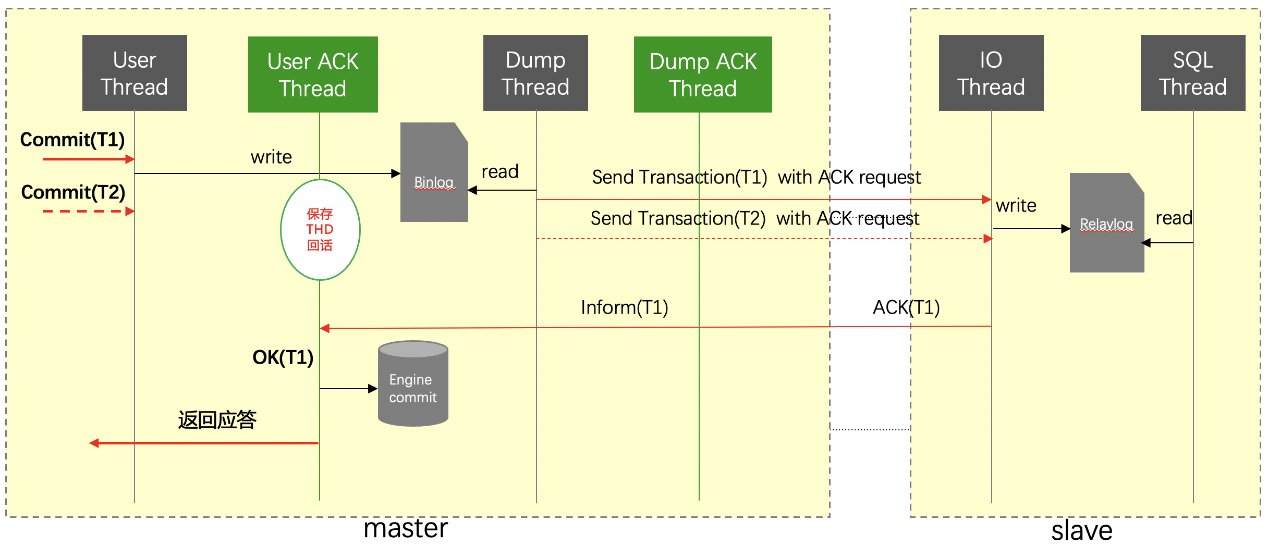 User
Thread
User ACK
Thread
Dump
Thread
Dump ACK
Thread
IO
Thread
SQL
Thread
Commit(T1)
write
Binlog
read
Send Transaction(T1) with ACK request
Commit(T2)
保存
THD
回话
Send Transaction(T2) with ACK request
write
Relaylog
read
Inform(T1)
ACK(T1)
OK(T1)
Engine
commit
返回应答
master
slave